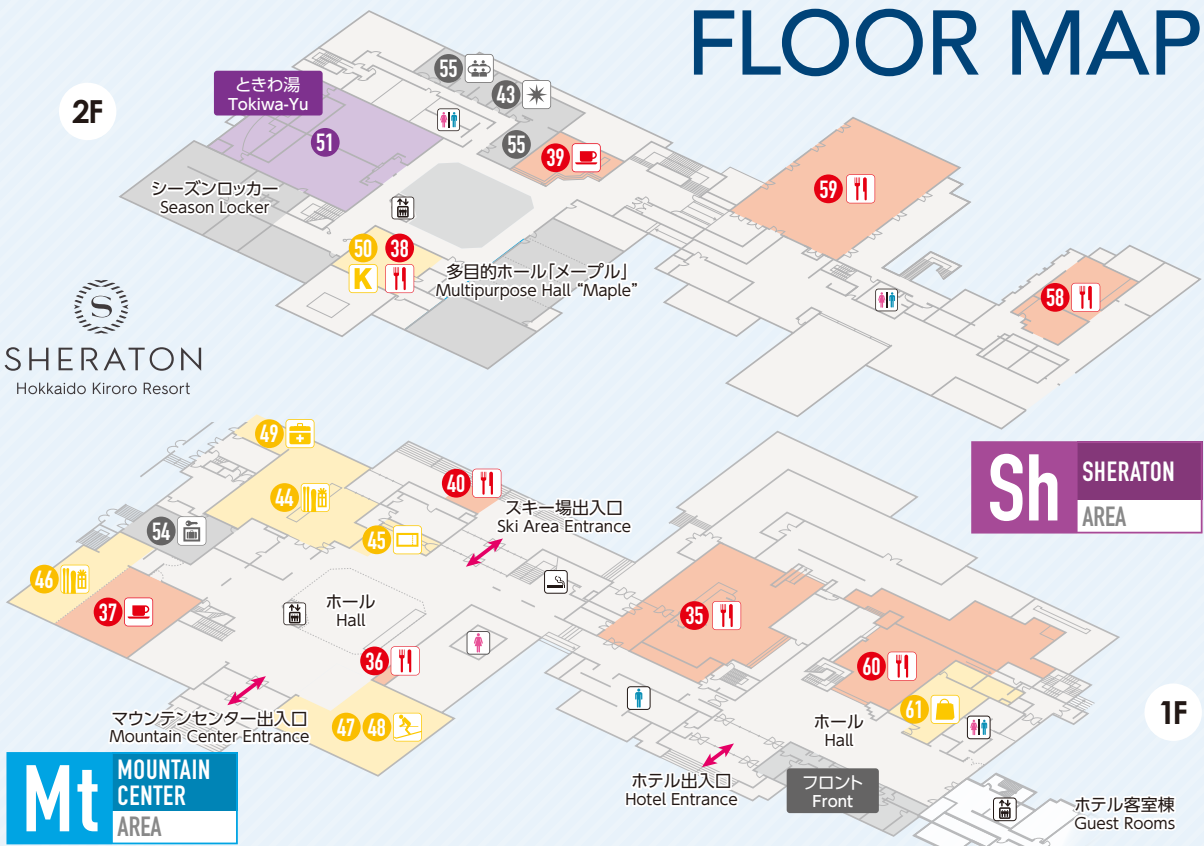 FLOOR MAP
2F
ときわ湯
Tokiwa-Yu
55
43
51
55
39
シーズンロッカー
Season Locker
59
50 38
K
多目的ホール「メープル」
Multipurpose Hall “Maple”
58
S
SHERATON
Hokkaido Kiroro Resort
49
44
40
スキー場出入口
Ski Area Entrance
Sh
SHERATON
AREA
54
45
46
37
ホール
Hall
35
36
60
61
マウンテンセンター出入口
Mountain Center Entrance
47 48
ホール
Hall
1F
Mt
MOUNTAIN
CENTER
AREA
ホテル出入口
Hotel Entrance
フロント
Front
ホテル客室棟
Guest Rooms